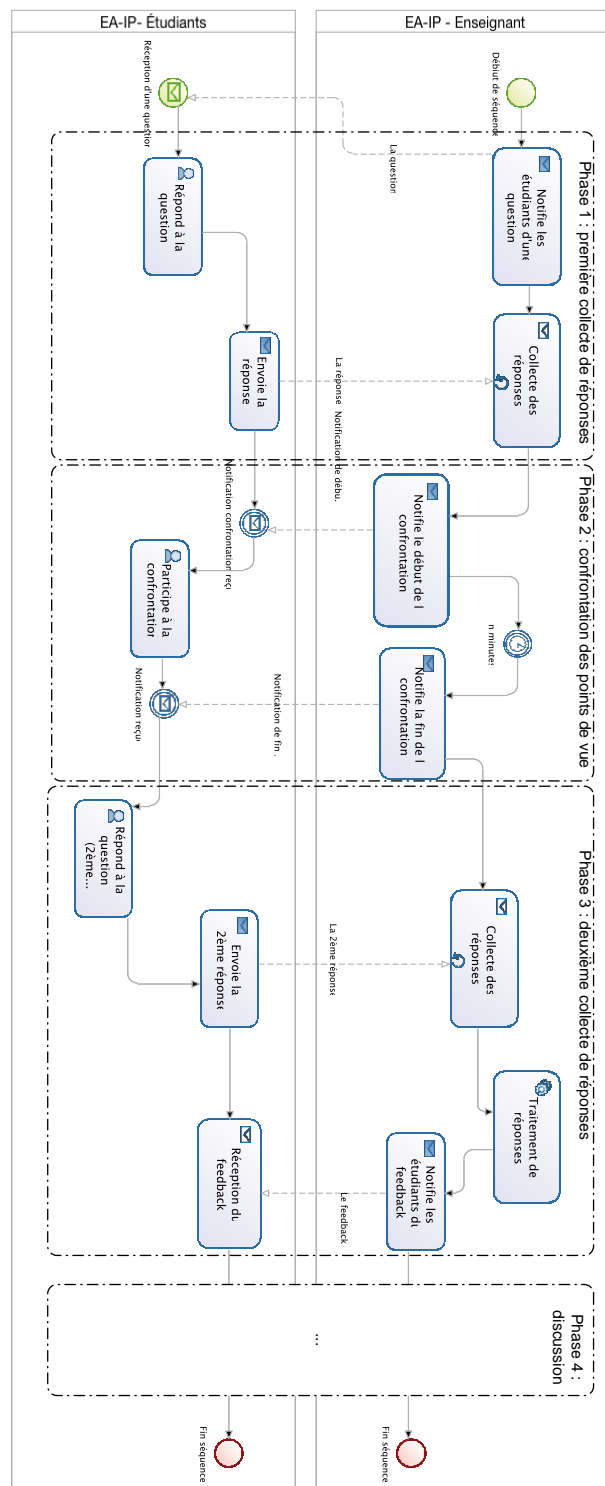 EA-IP- Étudiants
EA-IP - Enseignant
Réception d'une question
Début de séquence
Phase 1 : première collecte de réponses
La question
Notifie les
étudiants d'une
question
Répond à la
question
Collecte des
réponses
Envoie la
réponse
La réponse
Phase 2 : confrontation des points de vue
Notification de débu.
Notification confrontation reçu
Notifie le début de l
confrontation
n minutes
Participe à la
confrontation
Notification reçu
Notification de fin .
Notifie la fin de l
confrontation
Phase 3 : deuxième collecte de réponses
Répond à la
question
(2ème...
Envoie la
2ème réponse
La 2ème réponse
Collecte des
réponses
Traitement de
réponses
Notifie les
étudiants du
feedback
Le feedback
Réception du
feedback
Phase 4 :
discussion
...
Fin séquence
Fin séquence